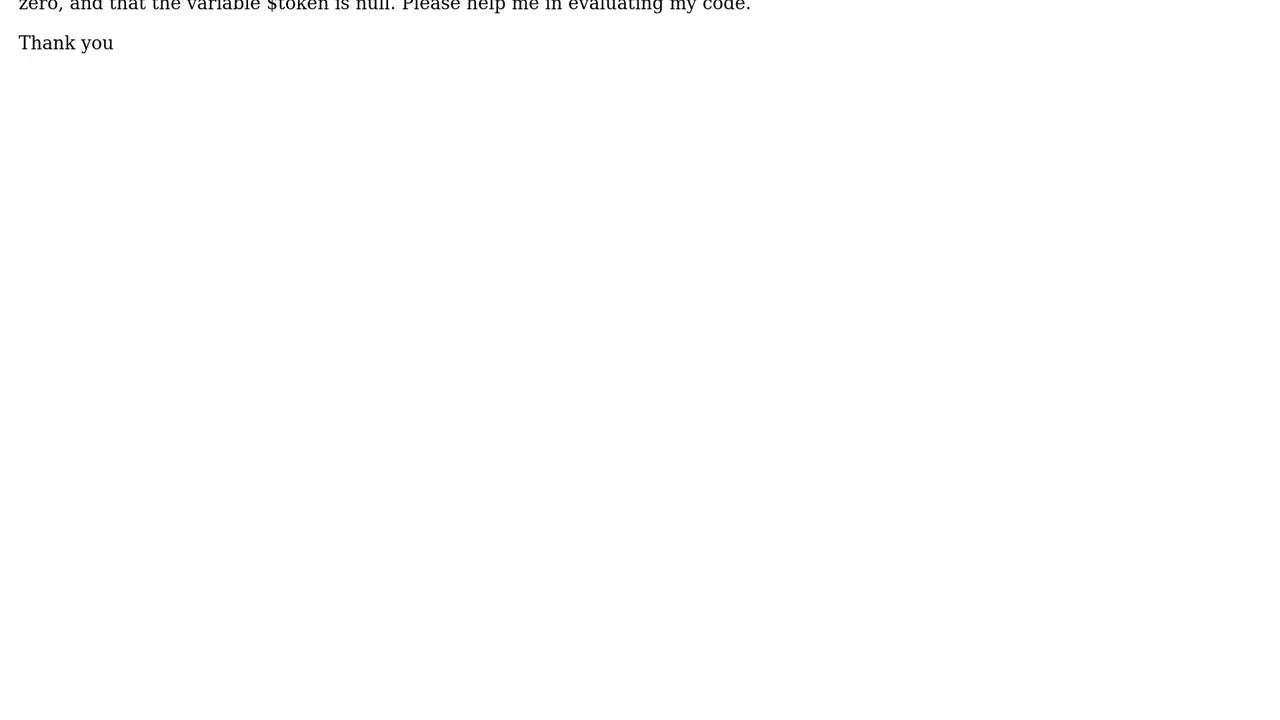 zero, and that the variable $token is null. Please help me in evaluating my code.
Thank you